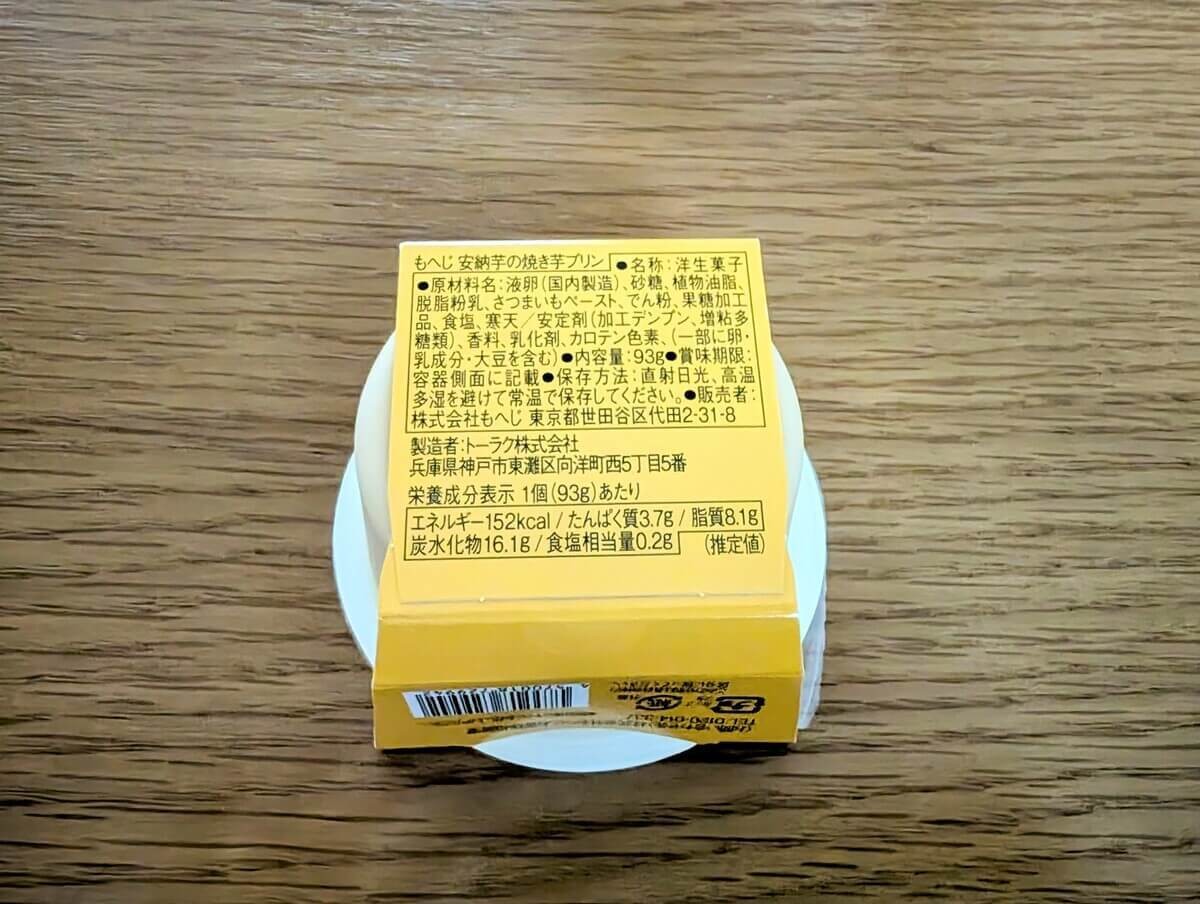 もへじ 安納芋の焼き芋プリン ●名称：洋生菓子
●原材料名：液卵（国内製造）、砂糖、植物油脂、
脱脂粉乳、さつまいもペースト、でん粉、果糖加工
品、食塩、寒天／安定剤（加工デンプン、増粘多
糖類）、香料、乳化剤、カロテン色素、（一部に卵・
乳成分・大豆を含む）●内容量：93g●賞味期限：
容器側面に記載●保存方法：直射日光、高温
多湿を避けて常温で保存してください。●販売者：
株式会社もへじ 東京都世田谷区代田2-31-8
製造者：トーラク株式会社
兵庫県神戸市東灘区向洋町西5丁目5番
栄養成分表示 1個（93g）あたり
エネルギー152kcal / たんぱく質3.7g / 脂質8.1g
炭水化物16.1g / 食塩相当量0.2g （推定値）
紙
プラ